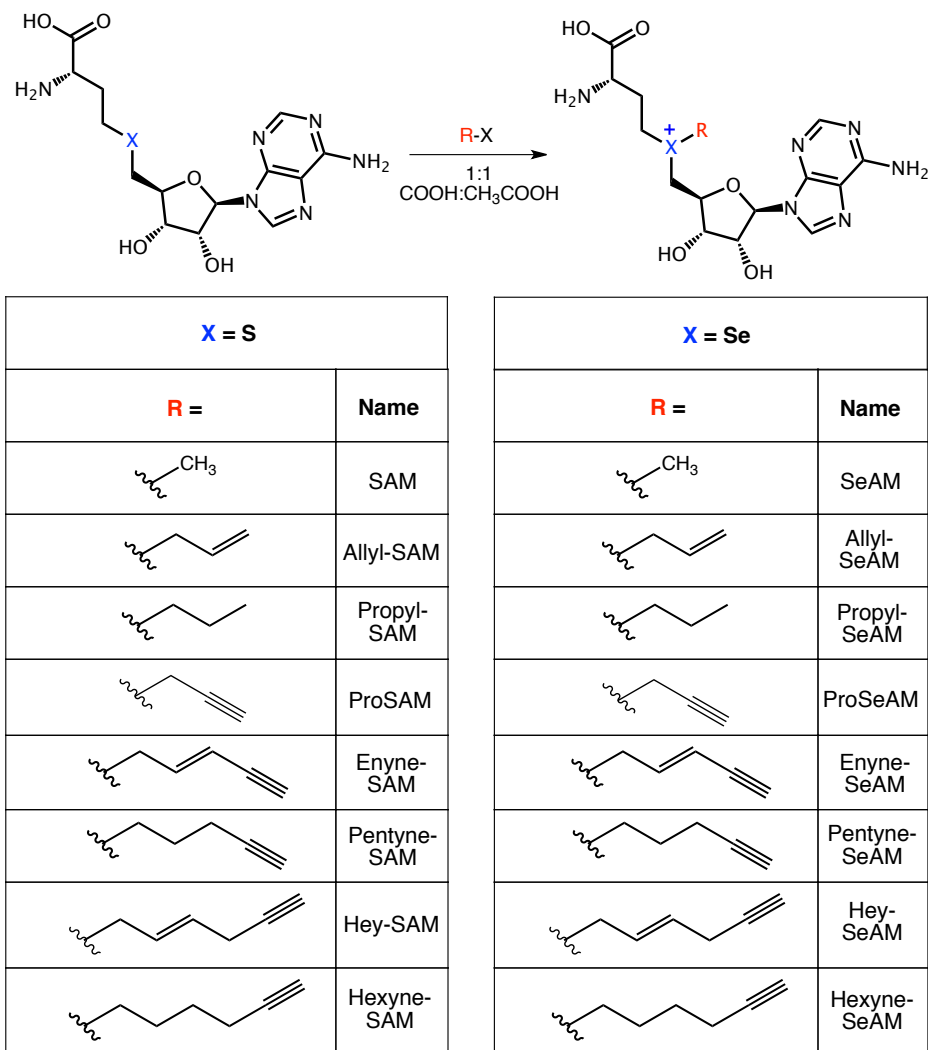 HO
O
H₂N
X
N
N
N
N
NH₂
O
HO
OH
R-X
1:1
COOH:CH₃COOH
HO
O
H₂N
+
X
R
N
N
N
N
NH₂
O
HO
OH
X = S
R =
Name
CH₃
SAM
Allyl-SAM
Propyl-
SAM
ProSAM
Enyne-
SAM
Pentyne-
SAM
Hey-SAM
Hexyne-
SAM
X = Se
R =
Name
CH₃
SeAM
Allyl-
SeAM
Propyl-
SeAM
ProSeAM
Enyne-
SeAM
Pentyne-
SeAM
Hey-
SeAM
Hexyne-
SeAM